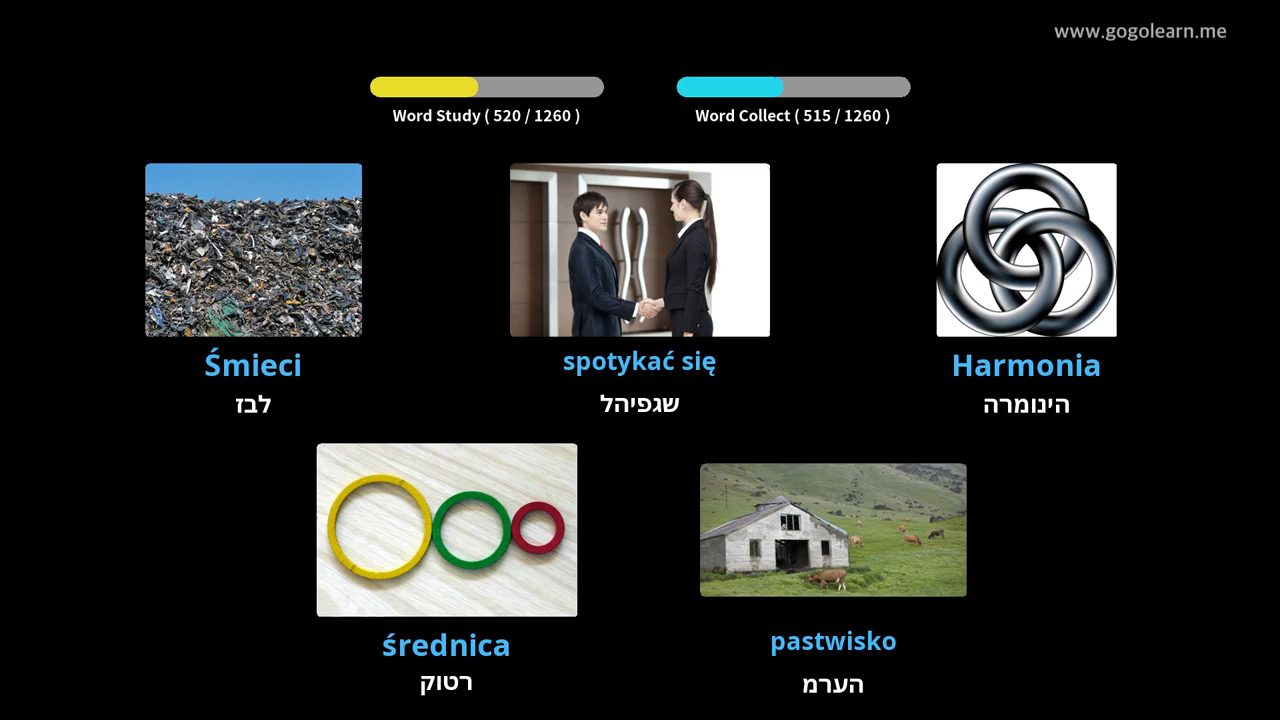 www.gogolearn.me
Word Study ( 520 / 1260 )
Word Collect ( 515 / 1260 )
Śmieci
לבז
spotykać się
שגפיהל
Harmonia
הינומרה
średnica
רטוק
pastwisko
הערמ